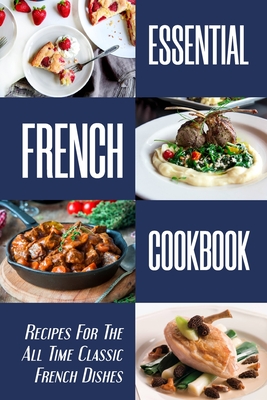 ESSENTIAL
FRENCH
COOKBOOK
Recipes For The
All Time Classic
French Dishes